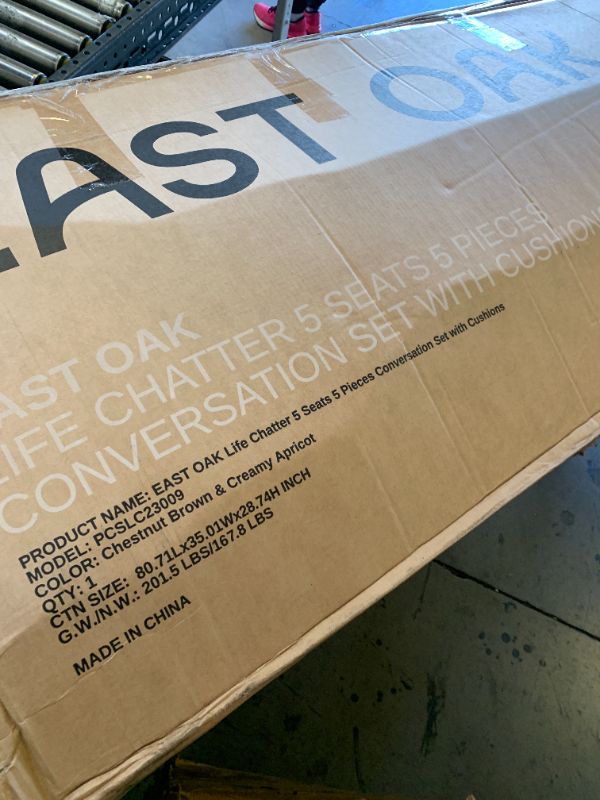 EAST OAK
EAST OAK
LIFE CHATTER 5 SEATS 5 PIECES
CONVERSATION SET WITH CUSHIONS
PRODUCT NAME: EAST OAK Life Chatter 5 Seats 5 Pieces Conversation Set with Cushions
MODEL: PCSLC23009
COLOR: Chestnut Brown & Creamy Apricot
QTY: 1
CTN SIZE: 80.71Lx35.01Wx28.74H INCH
G.W./N.W.: 201.5 LBS/167.8 LBS
MADE IN CHINA